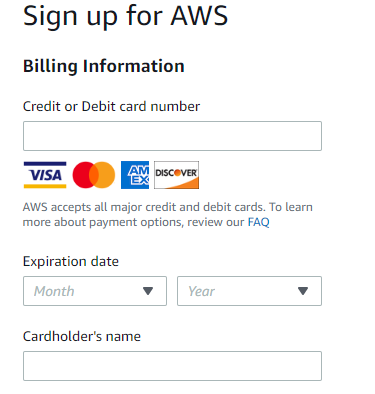 Sign up for AWS
Billing Information
Credit or Debit card number
VISA AM EX DISCOVER
AWS accepts all major credit and debit cards. To learn
more about payment options, review our FAQ
Expiration date
Month Year
Cardholder's name